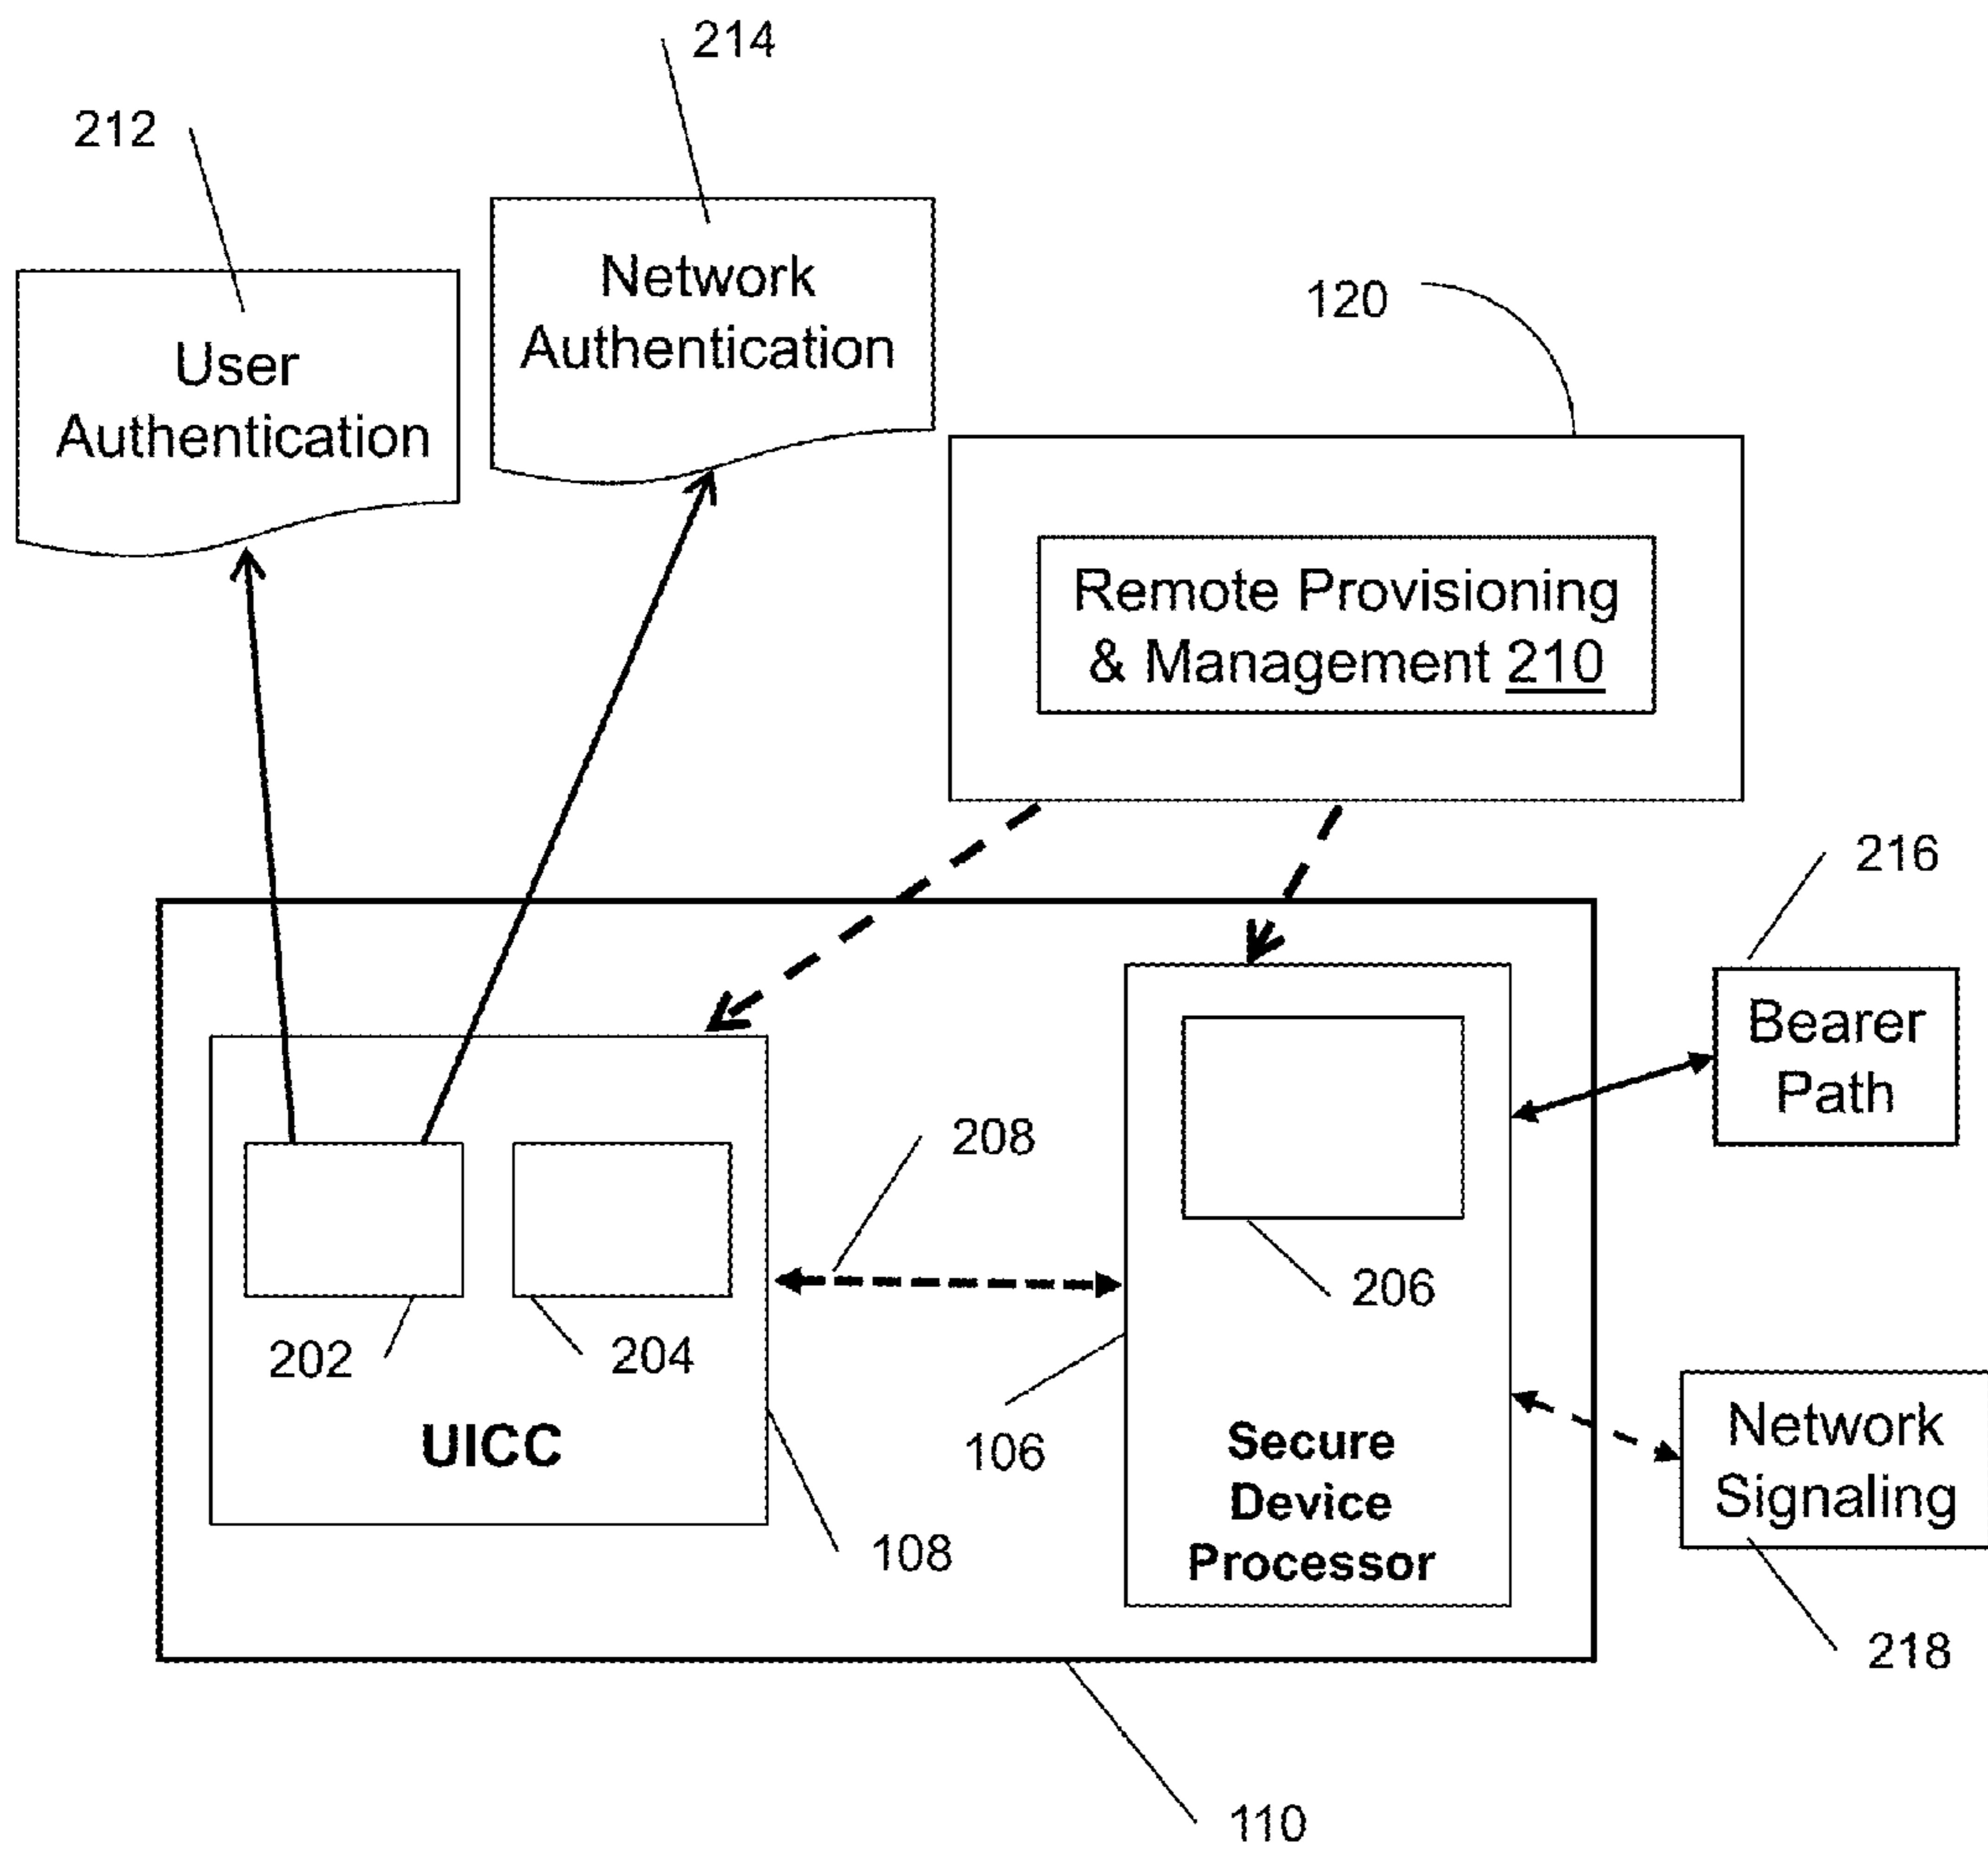 214
212
Network
Authentication
User
Authentication
120
Remote Provisioning
& Management 210
216
Bearer
Path
208
206
202
204
UICC
106
Secure
Device
Processor
Network
Signaling
108
218
110